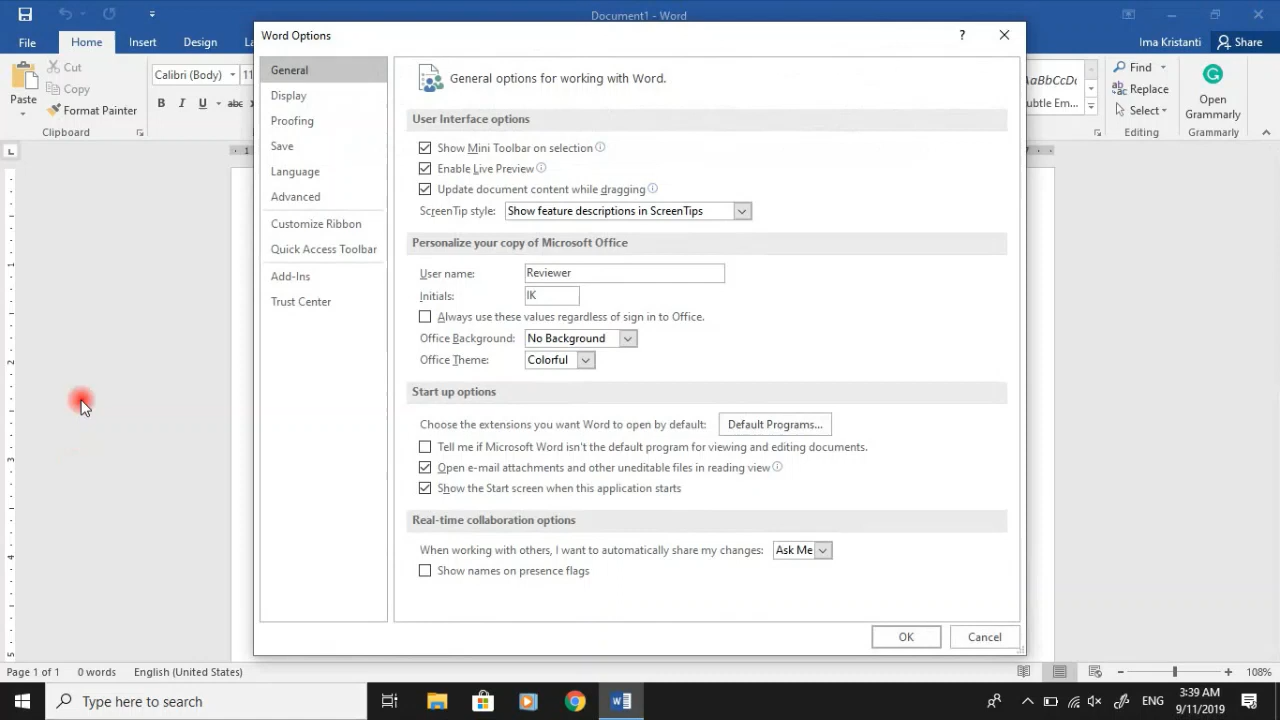 Document1 - Word
File Home Insert Design La Ima Kristanti Share
Paste Cut Copy Format Painter
Clipboard
Calibri (Body) 11
B I U abc
AaBbCcDc
Subtle Em...
Find
Replace
Select
Editing
Open Grammarly
Grammarly
Word Options
?
General
Display
Proofing
Save
Language
Advanced
Customize Ribbon
Quick Access Toolbar
Add-Ins
Trust Center
General options for working with Word.
User Interface options
Show Mini Toolbar on selection
Enable Live Preview
Update document content while dragging
ScreenTip style: Show feature descriptions in ScreenTips
Personalize your copy of Microsoft Office
User name: Reviewer
Initials: IK
Always use these values regardless of sign in to Office.
Office Background: No Background
Office Theme: Colorful
Start up options
Choose the extensions you want Word to open by default: Default Programs...
Tell me if Microsoft Word isn't the default program for viewing and editing documents.
Open e-mail attachments and other uneditable files in reading view
Show the Start screen when this application starts
Real-time collaboration options
When working with others, I want to automatically share my changes: Ask Me
Show names on presence flags
OK Cancel
Page 1 of 1 0 words English (United States) 108%
Type here to search ENG 3:39 AM
9/11/2019